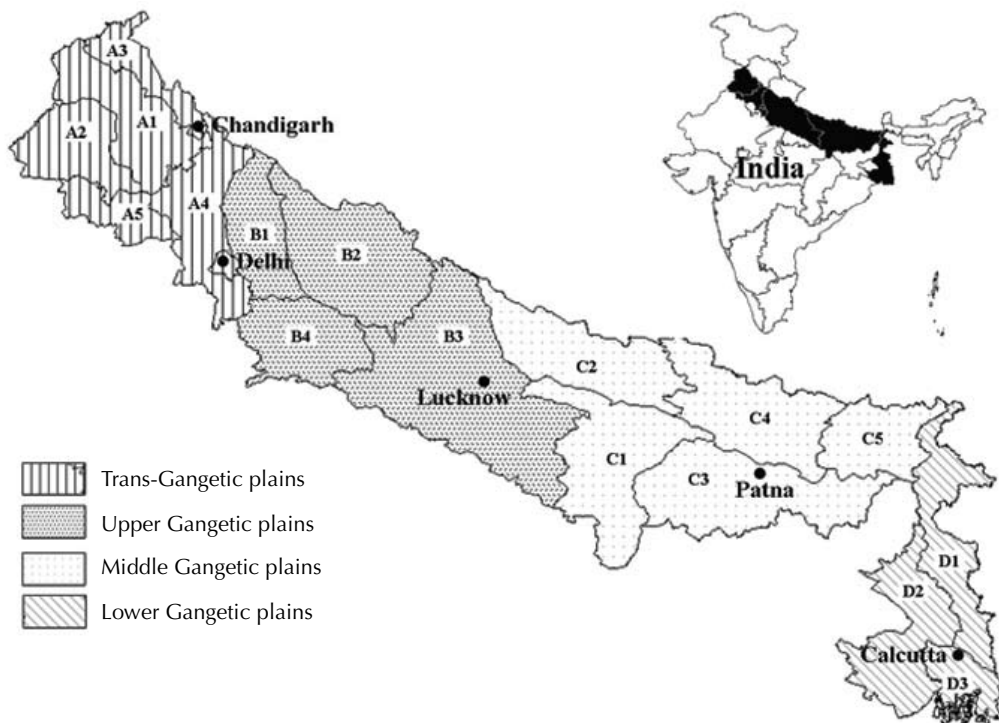 A3
A1
A2
Chandigarh
A4
A5
India
B1
B2
Delhi
B4
B3
C2
Lucknow
C4
C5
C1
C3
Patna
Trans-Gangetic plains
Upper Gangetic plains
Middle Gangetic plains
Lower Gangetic plains
D1
D2
Calcutta
D3